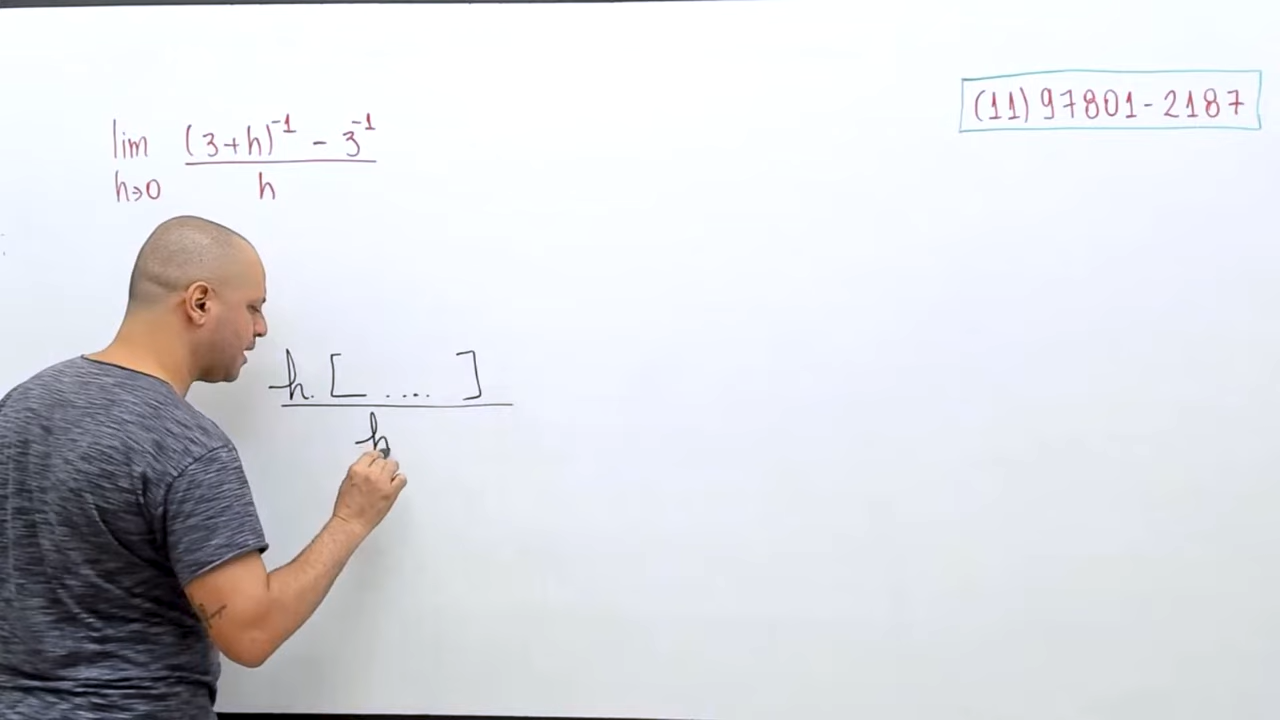 (11) 97801-2187
lim (3+h)⁻¹ - 3⁻¹
h→0 h
h. [ .... ]
h